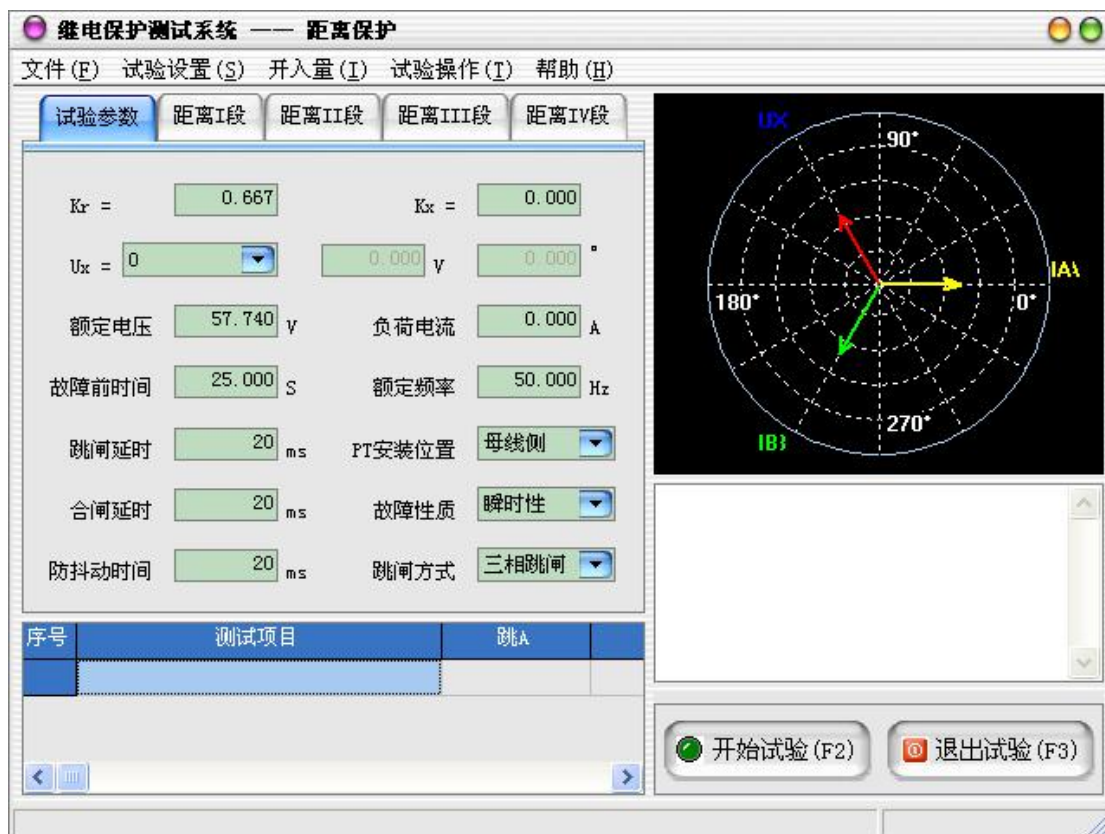 继电保护测试系统 —— 距离保护
文件(F) 试验设置(S) 开入量(I) 试验操作(T) 帮助(H)
试验参数 距离I段 距离II段 距离III段 距离IV段
Kr = 0.667 Kx = 0.000
Ux = 0 0.000 V 0.000 °
额定电压 57.740 V 负荷电流 0.000 A
故障前时间 25.000 S 额定频率 50.000 Hz
跳闸延时 20 ms PT安装位置 母线侧
合闸延时 20 ms 故障性质 瞬时性
防抖动时间 20 ms 跳闸方式 三相跳闸
序号 测试项目 跳A
UX
90°
180°
0°
270°
开始试验(F2) 退出试验(F3)